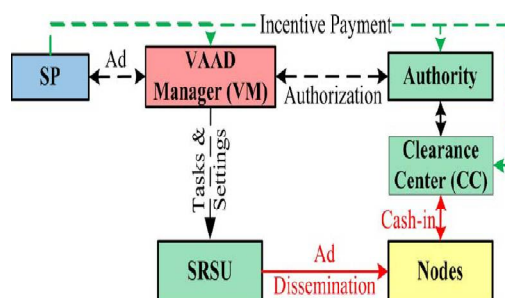 Incentive Payment
SP
Ad
VAAD
Manager (VM)
Authorization
Authority
Tasks &
Settings
Clearance
Center (CC)
Cash-in
SRSU
Ad
Dissemination
Nodes